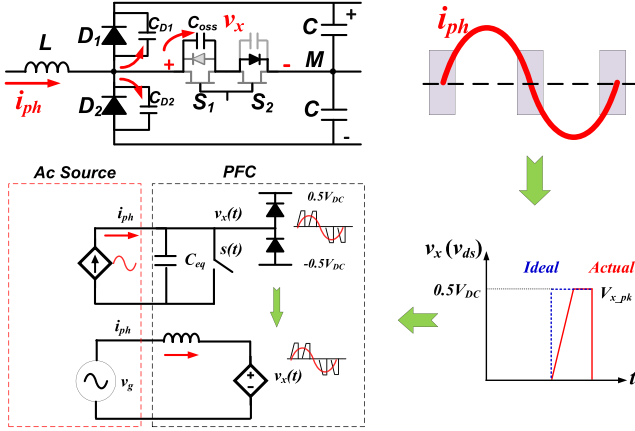 D1
CD1
Coss
vx
C
+
L
+
-
M
iph
D2
CD2
S1
S2
C
-
iph
Ac Source
PFC
iph
vx(t)
0.5VDC
Ceq
s(t)
-0.5VDC
iph
vg
+
-
vx(t)
vx (vds)
Ideal
Actual
0.5VDC
Vx_pk
t